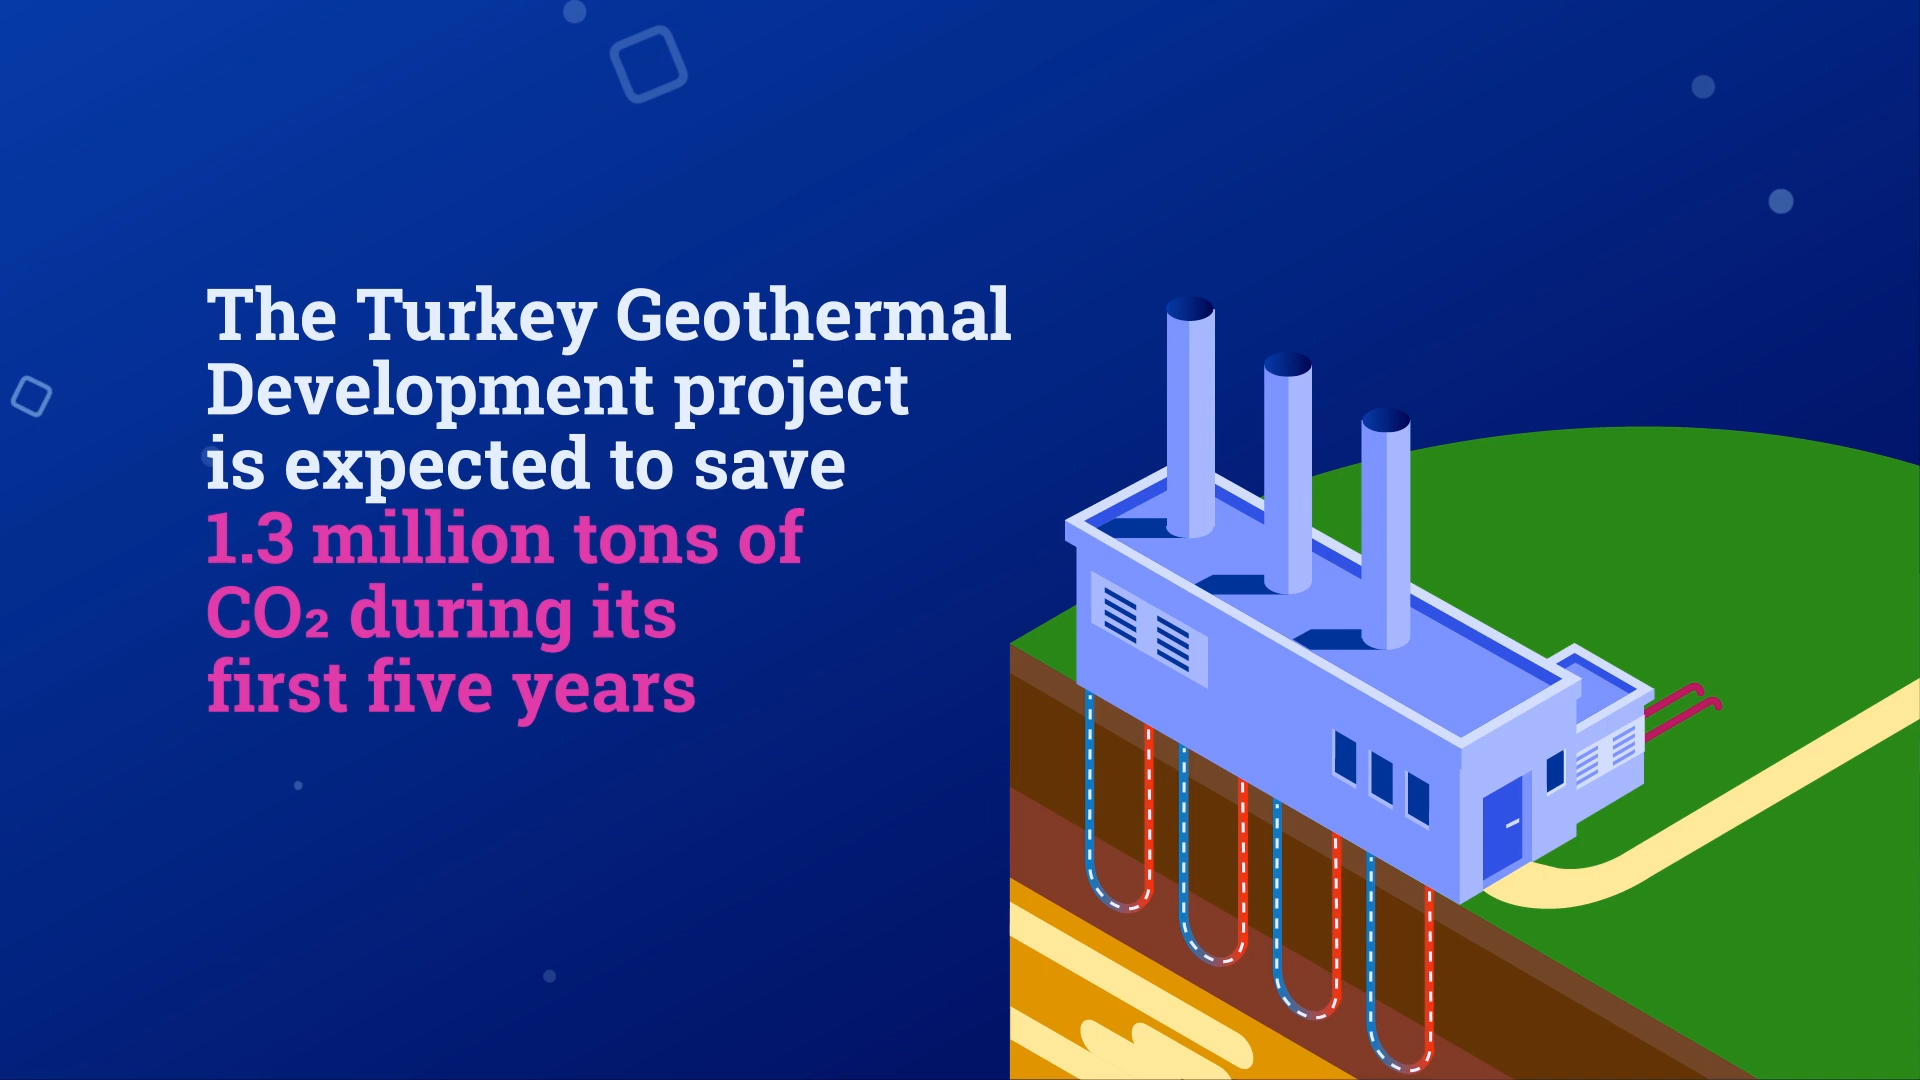 The Turkey Geothermal
Development project
is expected to save
1.3 million tons of
CO₂ during its
first five years